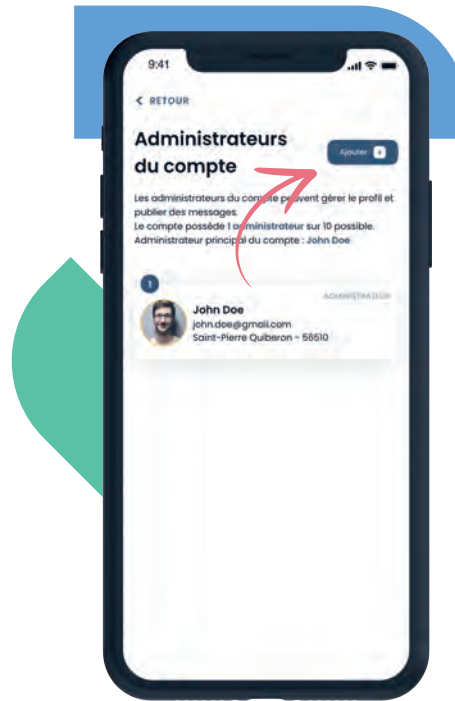 9:41
RETOUR
Administrateurs
du compte
Ajouter +
Les administrateurs du compte peuvent gérer le profil et
publier des messages.
Le compte possède 1 administrateur sur 10 possible.
Administrateur principal du compte : John Doe
1
ADMINISTRATEUR
John Doe
john.doe@gmail.com
Saint-Pierre Quiberon - 56510